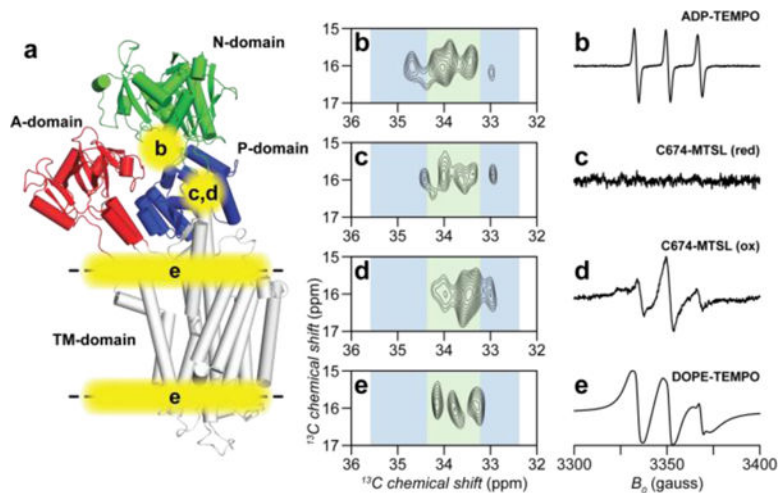 a
N-domain
A-domain
b
P-domain
c,d
e
TM-domain
e
15
b
16
17
36 35 34 33 32
15
c
16
17
36 35 34 33 32
15
d
16
17
36 35 34 33 32
15
e
16
17
36 35 34 33 32
¹³C chemical shift (ppm)
¹³C chemical shift (ppm)
ADP-TEMPO
b
C674-MTSL (red)
c
C674-MTSL (ox)
d
DOPE-TEMPO
e
3300 3350 3400
B₀ (gauss)